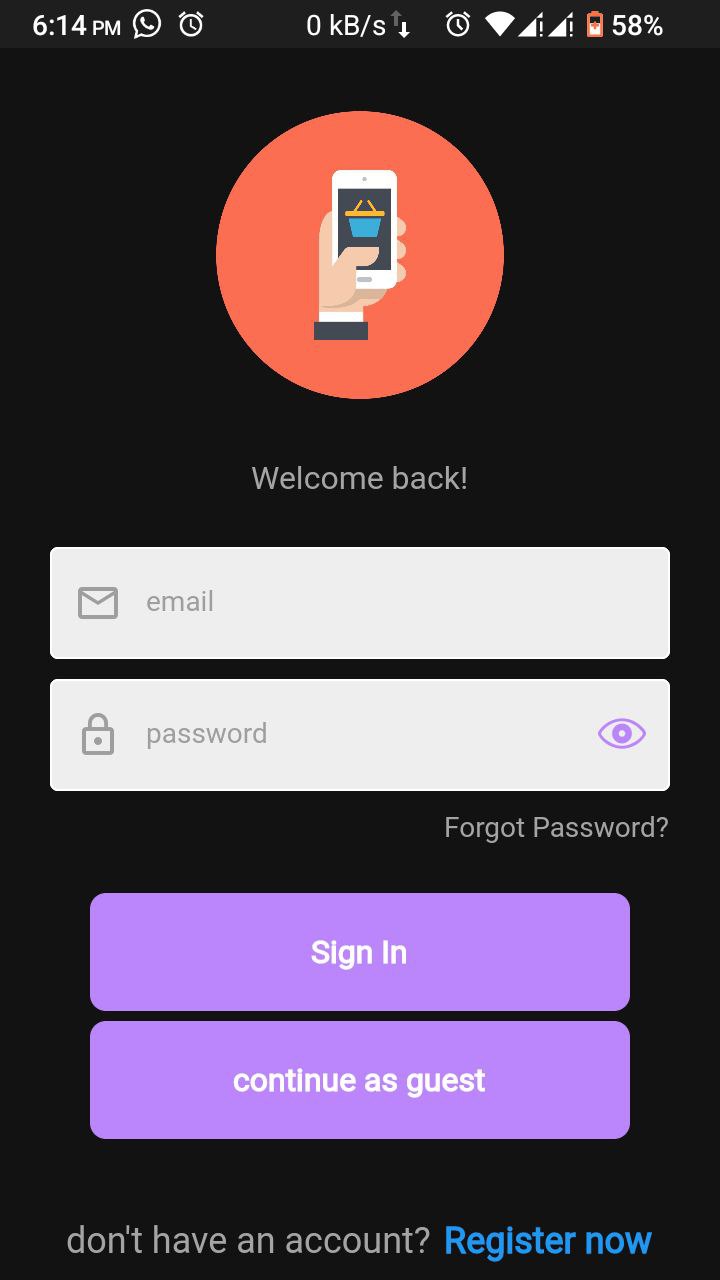 6:14 PM 0 kB/s 58%
Welcome back!
email
password
Forgot Password?
Sign In
continue as guest
don't have an account? Register now